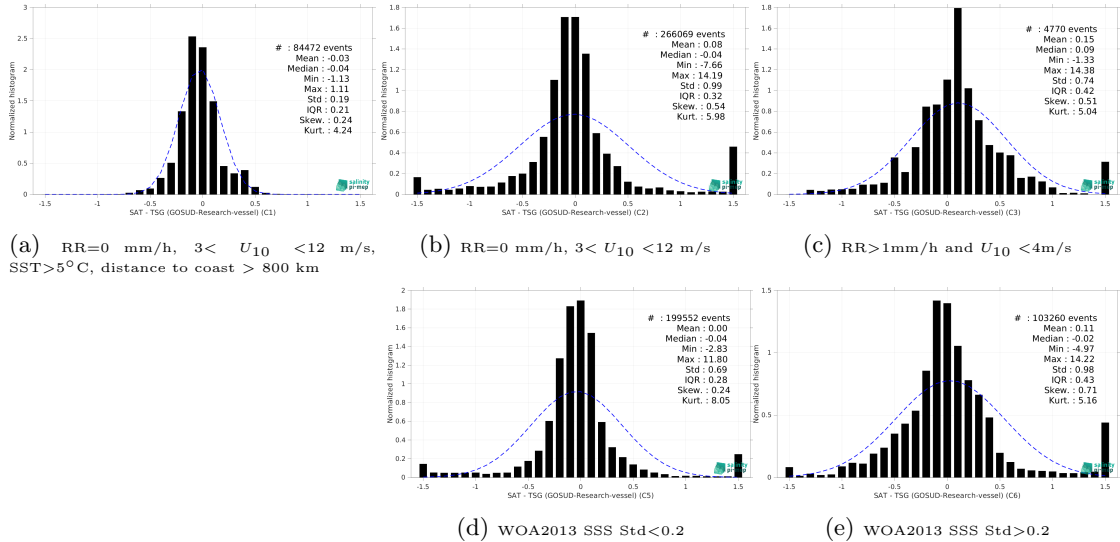 # : 84472 events
Mean : -0.03
Median : -0.04
Min : -1.13
Max : 1.11
Std : 0.19
IQR : 0.21
Skew. : 0.24
Kurt. : 4.24
Normalized histogram
3
2.5
2
1.5
1
0.5
0
-1.5 -1 -0.5 0 0.5 1 1.5
salinity
pi-mep
SAT - TSG (GOSUD-Research-vessel) (C1)
(a) RR=0 mm/h, 3< U10 <12 m/s,
SST>5°C, distance to coast > 800 km
# : 266069 events
Mean : 0.08
Median : -0.04
Min : -7.66
Max : 14.19
Std : 0.99
IQR : 0.32
Skew. : 0.54
Kurt. : 5.98
Normalized histogram
1.8
1.6
1.4
1.2
1
0.8
0.6
0.4
0.2
0
-1.5 -1 -0.5 0 0.5 1 1.5
salinity
pi-mep
SAT - TSG (GOSUD-Research-vessel) (C2)
(b) RR=0 mm/h, 3< U10 <12 m/s
# : 4770 events
Mean : 0.15
Median : 0.09
Min : -1.33
Max : 14.38
Std : 0.74
IQR : 0.42
Skew. : 0.51
Kurt. : 5.04
Normalized histogram
1.8
1.6
1.4
1.2
1
0.8
0.6
0.4
0.2
0
-1.5 -1 -0.5 0 0.5 1 1.5
salinity
pi-mep
SAT - TSG (GOSUD-Research-vessel) (C3)
(c) RR>1mm/h and U10 <4m/s
# : 199552 events
Mean : 0.00
Median : -0.04
Min : -2.83
Max : 11.80
Std : 0.69
IQR : 0.28
Skew. : 0.24
Kurt. : 8.05
Normalized histogram
2
1.8
1.6
1.4
1.2
1
0.8
0.6
0.4
0.2
0
-1.5 -1 -0.5 0 0.5 1 1.5
salinity
pi-mep
SAT - TSG (GOSUD-Research-vessel) (C5)
(d) WOA2013 SSS Std<0.2
# : 103260 events
Mean : 0.11
Median : -0.02
Min : -4.97
Max : 14.22
Std : 0.98
IQR : 0.43
Skew. : 0.71
Kurt. : 5.16
Normalized histogram
1.5
1
0.5
0
-1.5 -1 -0.5 0 0.5 1 1.5
salinity
pi-mep
SAT - TSG (GOSUD-Research-vessel) (C6)
(e) WOA2013 SSS Std>0.2